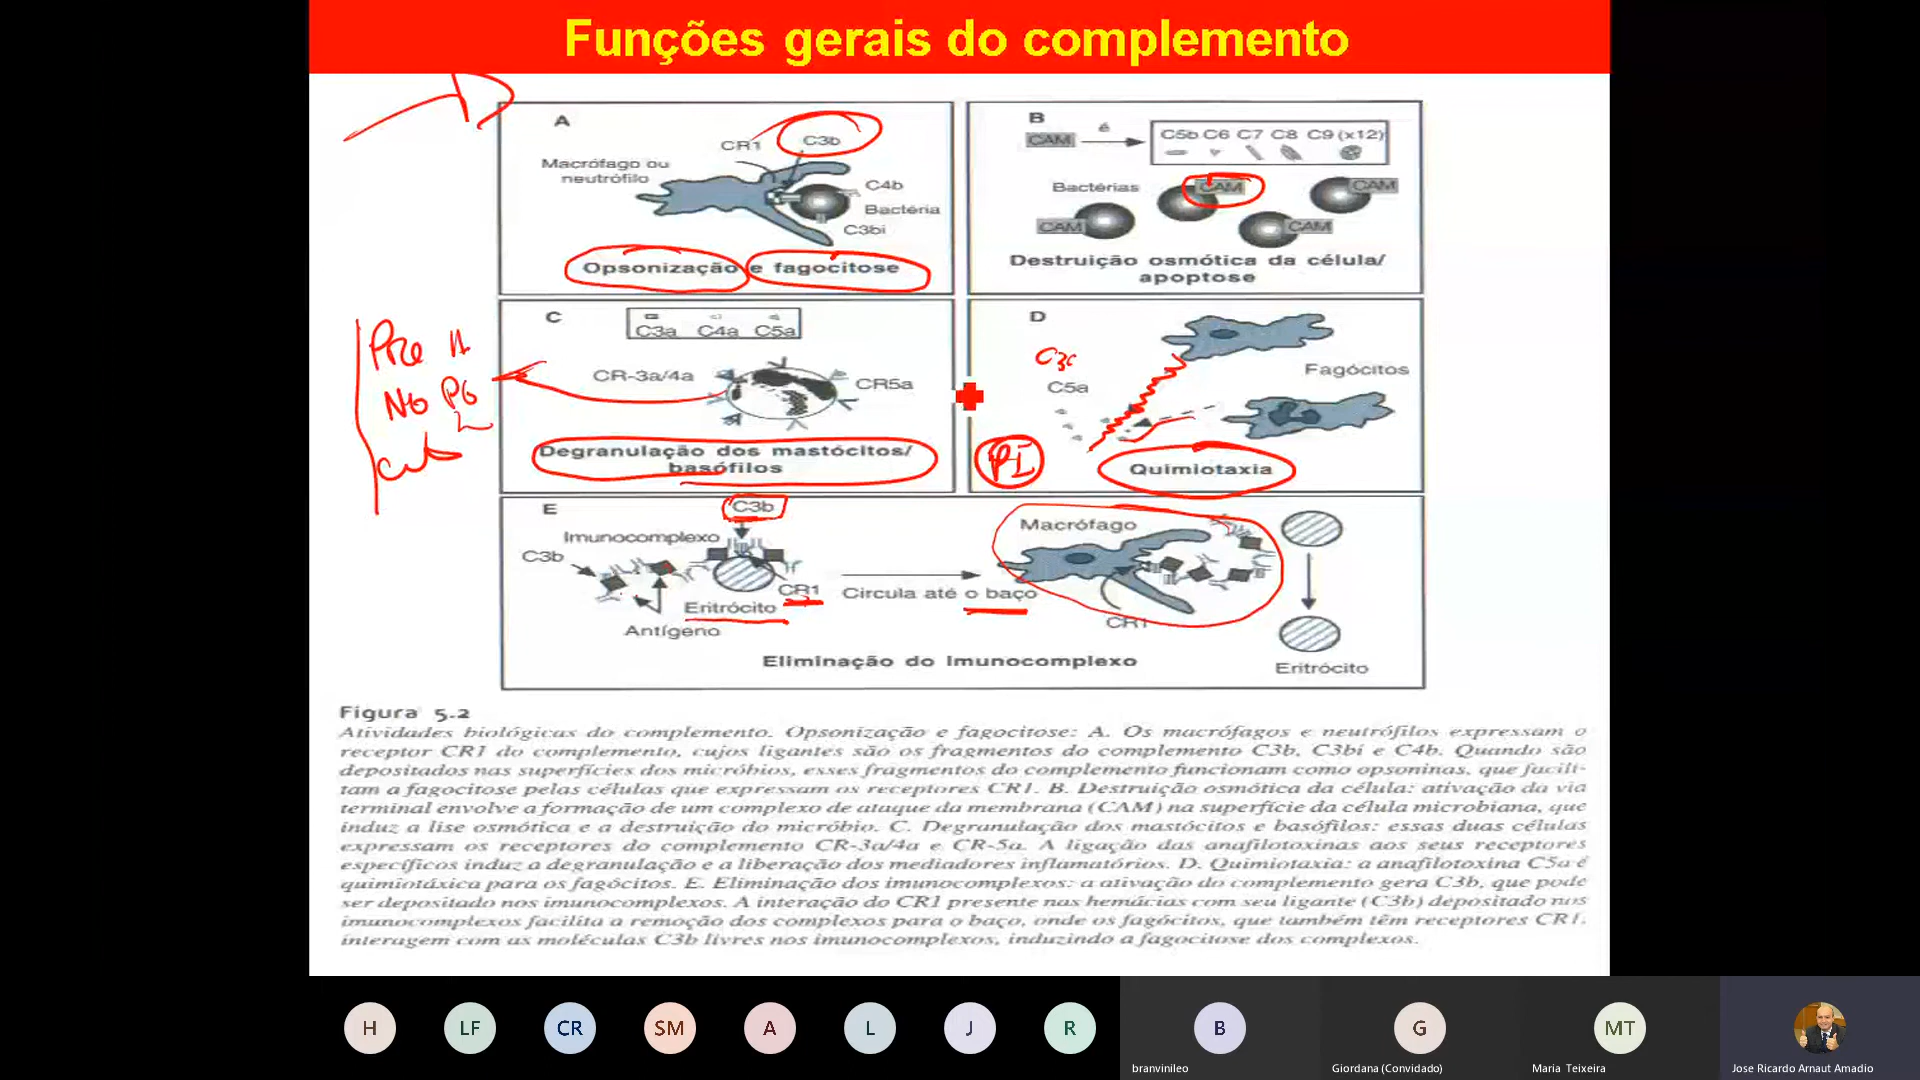 Funções gerais do complemento
A
CR1
C3b
Macrófago ou
neutrófilo
C4b
Bactéria
C3bi
Opsonização e fagocitose
B
CAM
é
C5b C6 C7 C8 C9 (x12)
Bactérias
CAM
CAM
CAM
CAM
Destruição osmótica da célula/
apoptose
C
C3a C4a C5a
CR-3a/4a
CR5a
Degranulação dos mastócitos/
basófilos
D
C5a
Fagócitos
PI
Quimiotaxia
E
C3b
Imunocomplexo
C3b
CR1
Eritrócito
Antígeno
Circula até o baço
Macrófago
CR1
Eritrócito
Eliminação do Imunocomplexo
Figura 5.2
Atividades biológicas do complemento. Opsonização e fagocitose: A. Os macrófagos e neutrófilos expressam o
receptor CR1 do complemento, cujos ligantes são os fragmentos do complemento C3b, C3bi e C4b. Quando são
depositados nas superfícies dos micróbios, esses fragmentos do complemento funcionam como opsoninas, que facili-
tam a fagocitose pelas células que expressam os receptores CR1. B. Destruição osmótica da célula: ativação da via
terminal envolve a formação de um complexo de ataque da membrana (CAM) na superfície da célula microbiana, que
induz a lise osmótica e a destruição do micróbio. C. Degranulação dos mastócitos e basófilos: essas duas células
expressam os receptores do complemento CR-3a/4a e CR-5a. A ligação das anafilotoxinas aos seus receptores
específicos induz a degranulação e a liberação dos mediadores inflamatórios. D. Quimiotaxia: a anafilotoxina C5a é
quimiotáxica para os fagócitos. E. Eliminação dos imunocomplexos: a ativação do complemento gera C3b, que pode
ser depositado nos imunocomplexos. A interação do CR1 presente nas hemácias com seu ligante (C3b) depositado nos
imunocomplexos facilita a remoção dos complexos para o baço, onde os fagócitos, que também têm receptores CR1,
interagem com as moléculas C3b livres nos imunocomplexos, induzindo a fagocitose dos complexos.
H
LF
CR
SM
A
L
J
R
B
G
MT
branvinileo
Giordana (Convidado)
Maria Teixeira
Jose Ricardo Arnaut Amadio